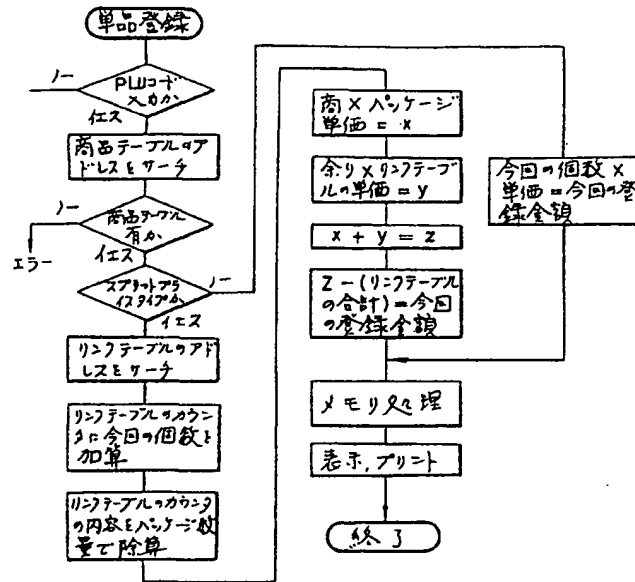 単品登録
ノー
PLUコード
入力か
イエス
商品テーブルのア
ドレスをサーチ
ノー
商品テーブル
有か
エラー
イエス
スプリットプラ
イスタイプか
ノー
イエス
リンクテーブルのアド
レスをサーチ
リンクテーブルのカウン
タに今回の個数を
加算
リンクテーブルのカウンタ
の内容をパッケージ数
量で除算
商×パッケージ
単価=x
余り×リンクテーブ
ルの単価=y
x+y=z
Z-(リンクテーブル
の合計)=今回
の登録金額
今回の個数×
単価=今回の登
録金額
メモリ処理
表示,プリント
終了